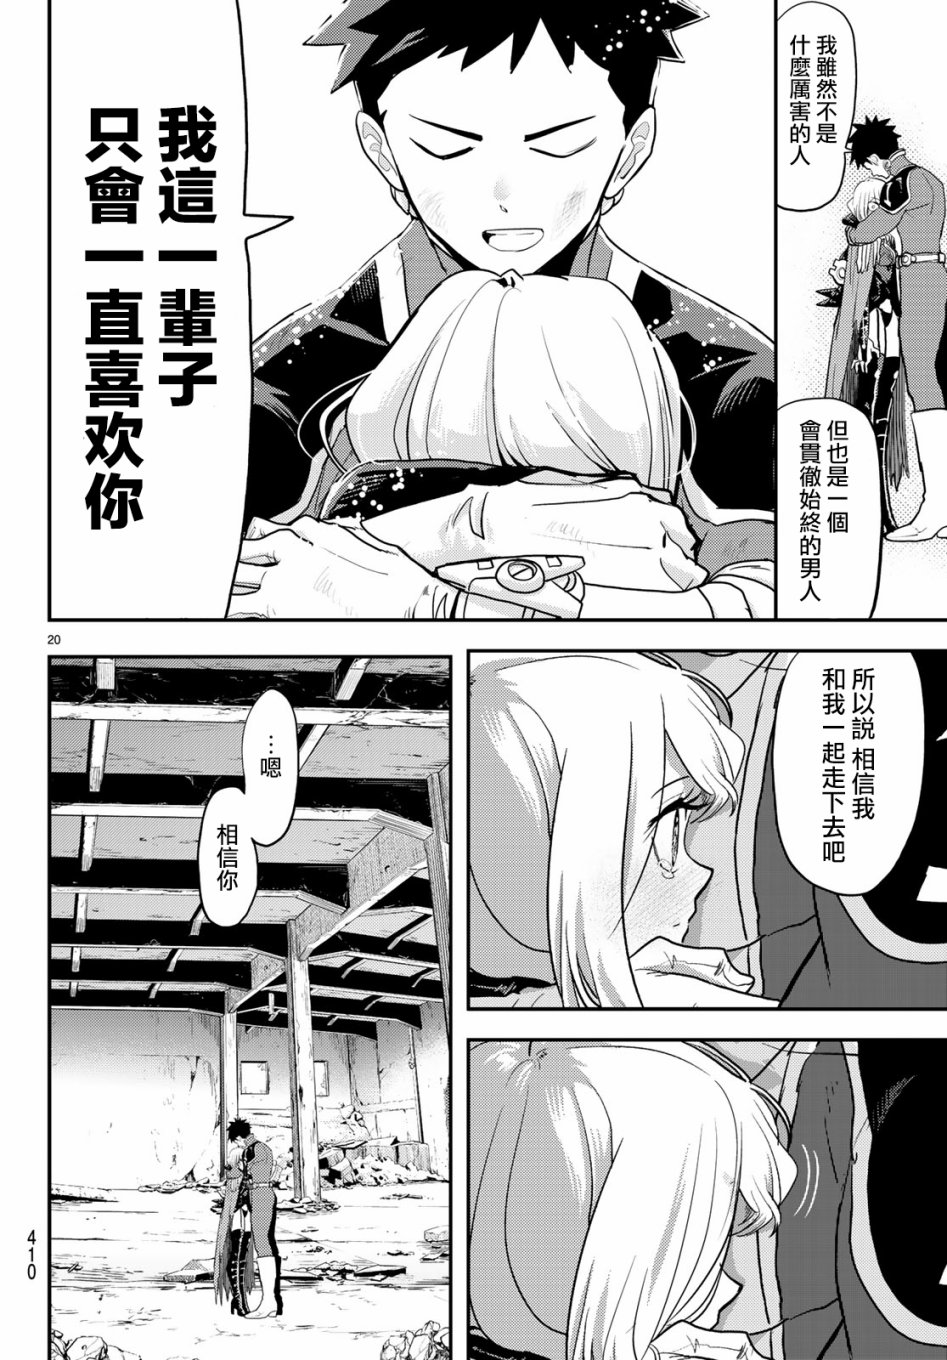 我雖然不是
什麼厲害的人
但也是一個
會貫徹始終的男人
我這一輩子
只會一直喜欢你
20
所以説 相信我
和我一起走下去吧
…嗯
相信你
410